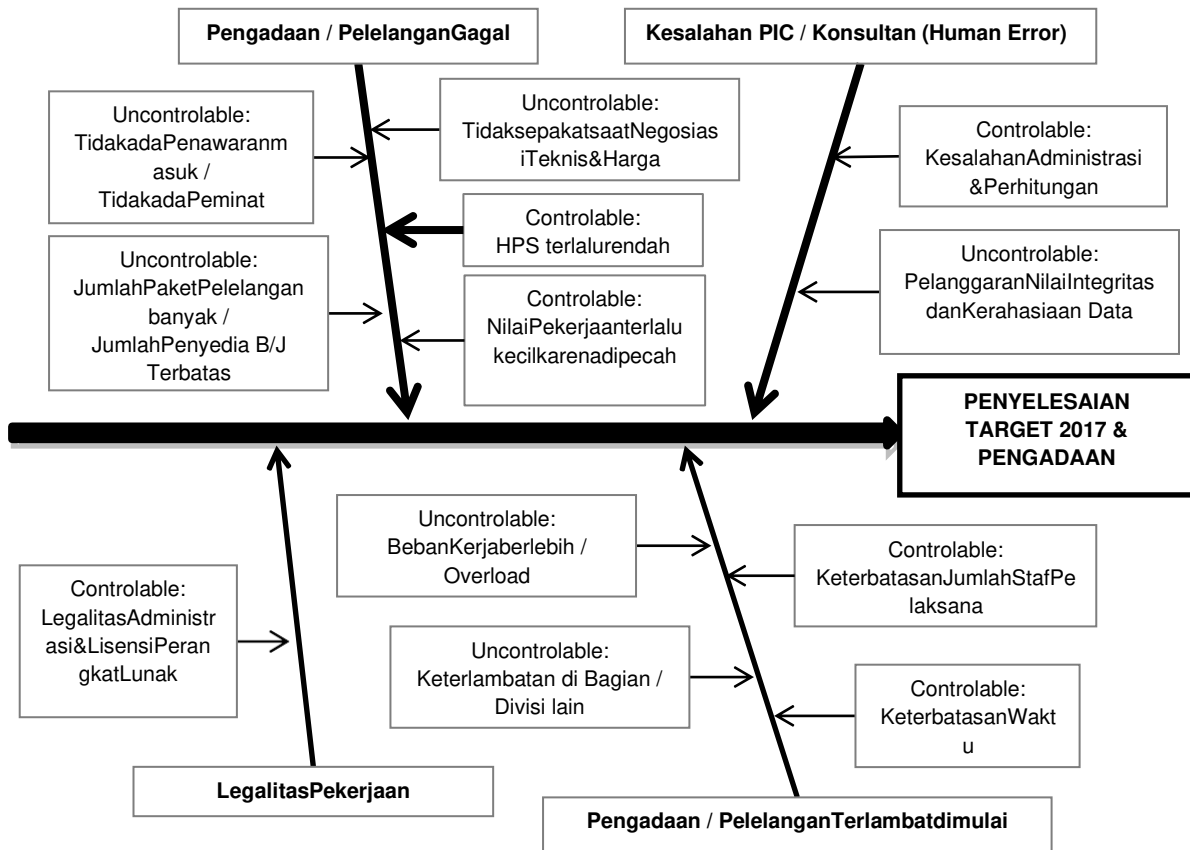 Pengadaan / PelelanganGagal
Kesalahan PIC / Konsultan (Human Error)
Uncontrolable:
TidakadaPenawaranm
asuk /
TidakadaPeminat
Uncontrolable:
TidaksepakatsaatNegosias
iTeknis&Harga
Controlable:
KesalahanAdministrasi
&Perhitungan
Controlable:
HPS terlalurendah
Uncontrolable:
JumlahPaketPelelangan
banyak /
JumlahPenyedia B/J
Terbatas
Controlable:
NilaiPekerjaanterlalu
kecilkarenadipecah
Uncontrolable:
PelanggaranNilaiIntegritas
danKerahasiaan Data
PENYELESAIAN
TARGET 2017 &
PENGADAAN
Uncontrolable:
BebanKerjaberlebih /
Overload
Controlable:
KeterbatasanJumlahStafPe
laksana
Controlable:
LegalitasAdministr
asi&LisensiPeran
gkatLunak
Uncontrolable:
Keterlambatan di Bagian /
Divisi lain
Controlable:
KeterbatasanWakt
u
LegalitasPekerjaan
Pengadaan / PelelanganTerlambatdimulai